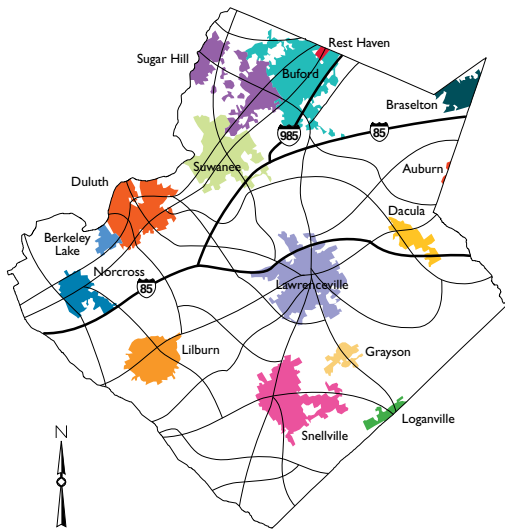 Rest Haven
Sugar Hill
Buford
Braselton
985
85
Suwanee
Auburn
Duluth
Dacula
Berkeley
Lake
Norcross
85
Lawrenceville
Lilburn
Grayson
Loganville
Snellville
N